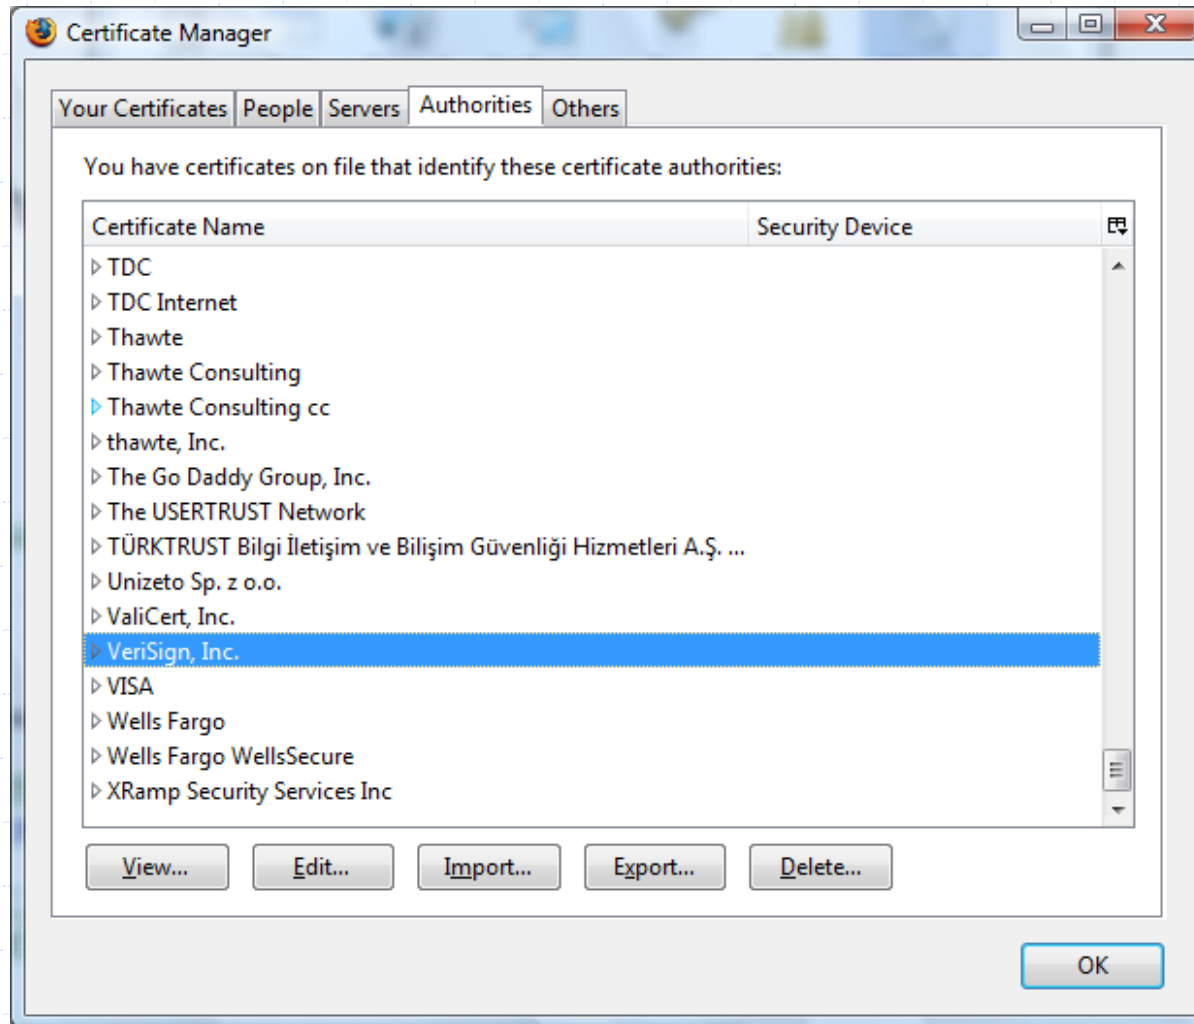 Certificate Manager
Your Certificates People Servers Authorities Others
You have certificates on file that identify these certificate authorities:
Certificate Name Security Device
TDC
TDC Internet
Thawte
Thawte Consulting
Thawte Consulting cc
thawte, Inc.
The Go Daddy Group, Inc.
The USERTRUST Network
TÜRKTRUST Bilgi İletişim ve Bilişim Güvenliği Hizmetleri A.Ş. ...
Unizeto Sp. z o.o.
ValiCert, Inc.
VeriSign, Inc.
VISA
Wells Fargo
Wells Fargo WellsSecure
XRamp Security Services Inc
View... Edit... Import... Export... Delete...
OK